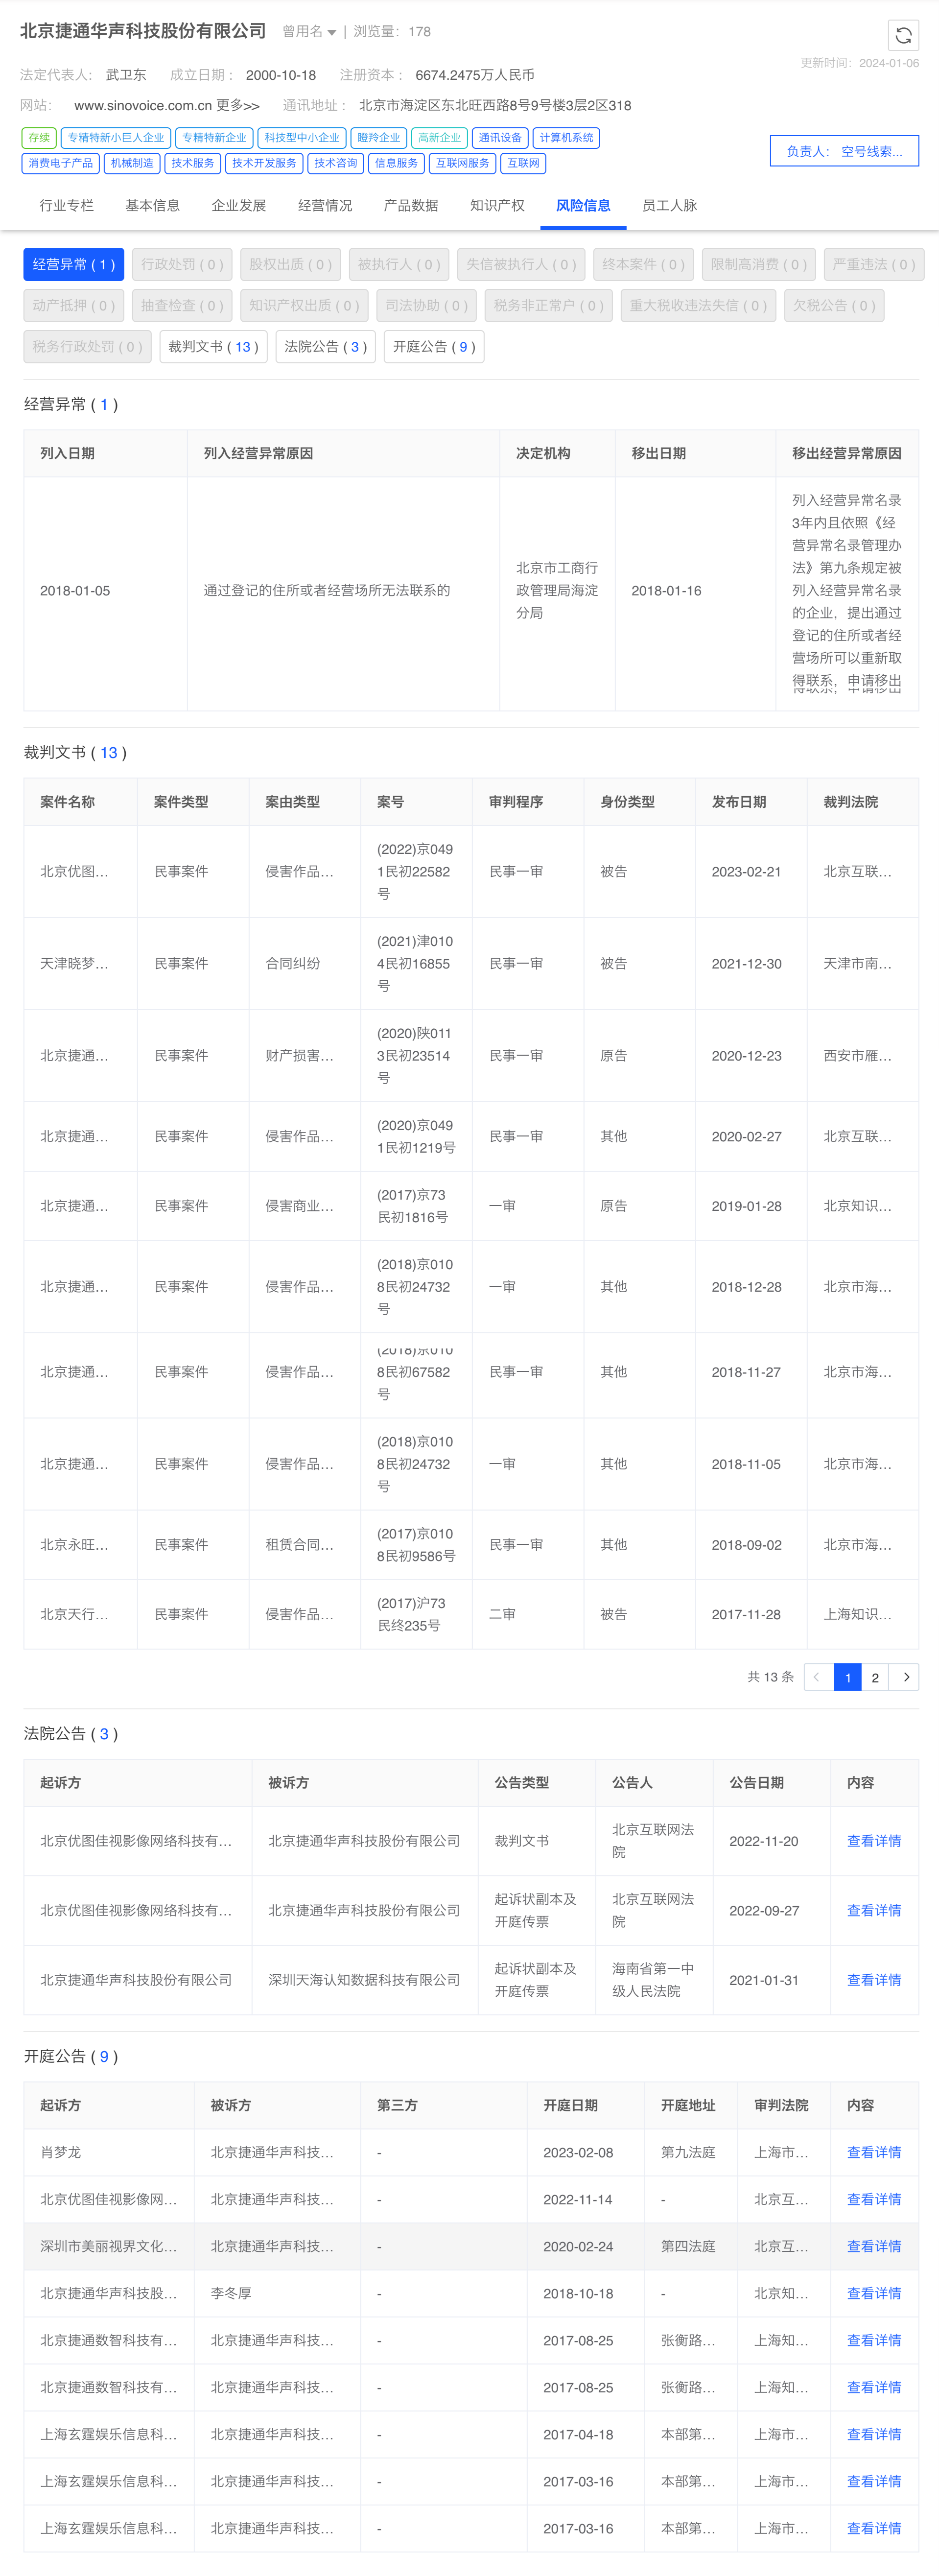 北京捷通华声科技股份有限公司 曾用名 | 浏览量：178
更新时间：2024-01-06
法定代表人： 武卫东 成立日期： 2000-10-18 注册资本： 6674.2475万人民币
网站： www.sinovoice.com.cn 更多>> 通讯地址： 北京市海淀区东北旺西路8号9号楼3层2区318
存续 专精特新小巨人企业 专精特新企业 科技型中小企业 瞪羚企业 高新企业 通讯设备 计算机系统
消费电子产品 机械制造 技术服务 技术开发服务 技术咨询 信息服务 互联网服务 互联网
负责人： 空号线索...
行业专栏 基本信息 企业发展 经营情况 产品数据 知识产权 风险信息 员工人脉
经营异常 ( 1 ) 行政处罚 ( 0 ) 股权出质 ( 0 ) 被执行人 ( 0 ) 失信被执行人 ( 0 ) 终本案件 ( 0 ) 限制高消费 ( 0 ) 严重违法 ( 0 )
动产抵押 ( 0 ) 抽查检查 ( 0 ) 知识产权出质 ( 0 ) 司法协助 ( 0 ) 税务非正常户 ( 0 ) 重大税收违法失信 ( 0 ) 欠税公告 ( 0 )
税务行政处罚 ( 0 ) 裁判文书 ( 13 ) 法院公告 ( 3 ) 开庭公告 ( 9 )
经营异常 ( 1 )
列入日期 列入经营异常原因 决定机构 移出日期 移出经营异常原因
2018-01-05 通过登记的住所或者经营场所无法联系的
北京市工商行
政管理局海淀
分局
2018-01-16
列入经营异常名录
3年内且依照《经
营异常名录管理办
法》第九条规定被
列入经营异常名录
的企业，提出通过
登记的住所或者经
营场所可以重新取
得联系，申请移出
裁判文书 ( 13 )
案件名称 案件类型 案由类型 案号 审判程序 身份类型 发布日期 裁判法院
北京优图... 民事案件 侵害作品... (2022)京049
1民初22582
号 民事一审 被告 2023-02-21 北京互联...
天津晓梦... 民事案件 合同纠纷 (2021)津010
4民初16855
号 民事一审 被告 2021-12-30 天津市南...
北京捷通... 民事案件 财产损害... (2020)陕011
3民初23514
号 民事一审 原告 2020-12-23 西安市雁...
北京捷通... 民事案件 侵害作品... (2020)京049
1民初1219号 民事一审 其他 2020-02-27 北京互联...
北京捷通... 民事案件 侵害商业... (2017)京73
民初1816号 一审 原告 2019-01-28 北京知识...
北京捷通... 民事案件 侵害作品... (2018)京010
8民初24732
号 一审 其他 2018-12-28 北京市海...
北京捷通... 民事案件 侵害作品... (2018)京010
8民初67582
号 民事一审 其他 2018-11-27 北京市海...
北京捷通... 民事案件 侵害作品... (2018)京010
8民初24732
号 一审 其他 2018-11-05 北京市海...
北京永旺... 民事案件 租赁合同... (2017)京010
8民初9586号 民事一审 其他 2018-09-02 北京市海...
北京天行... 民事案件 侵害作品... (2017)沪73
民终235号 二审 被告 2017-11-28 上海知识...
共 13 条 < 1 2 >
法院公告 ( 3 )
起诉方 被诉方 公告类型 公告人 公告日期 内容
北京优图佳视影像网络科技有... 北京捷通华声科技股份有限公司 裁判文书 北京互联网法
院 2022-11-20 查看详情
北京优图佳视影像网络科技有... 北京捷通华声科技股份有限公司 起诉状副本及
开庭传票 北京互联网法
院 2022-09-27 查看详情
北京捷通华声科技股份有限公司 深圳天海认知数据科技有限公司 起诉状副本及
开庭传票 海南省第一中
级人民法院 2021-01-31 查看详情
开庭公告 ( 9 )
起诉方 被诉方 第三方 开庭日期 开庭地址 审判法院 内容
肖梦龙 北京捷通华声科技... - 2023-02-08 第九法庭 上海市... 查看详情
北京优图佳视影像网... 北京捷通华声科技... - 2022-11-14 - 北京互... 查看详情
深圳市美丽视界文化... 北京捷通华声科技... - 2020-02-24 第四法庭 北京互... 查看详情
北京捷通华声科技股... 李冬厚 - 2018-10-18 - 北京知... 查看详情
北京捷通数智科技有... 北京捷通华声科技... - 2017-08-25 张衡路... 上海知... 查看详情
北京捷通数智科技有... 北京捷通华声科技... - 2017-08-25 张衡路... 上海知... 查看详情
上海玄霆娱乐信息科... 北京捷通华声科技... - 2017-04-18 本部第... 上海市... 查看详情
上海玄霆娱乐信息科... 北京捷通华声科技... - 2017-03-16 本部第... 上海市... 查看详情
上海玄霆娱乐信息科... 北京捷通华声科技... - 2017-03-16 本部第... 上海市... 查看详情